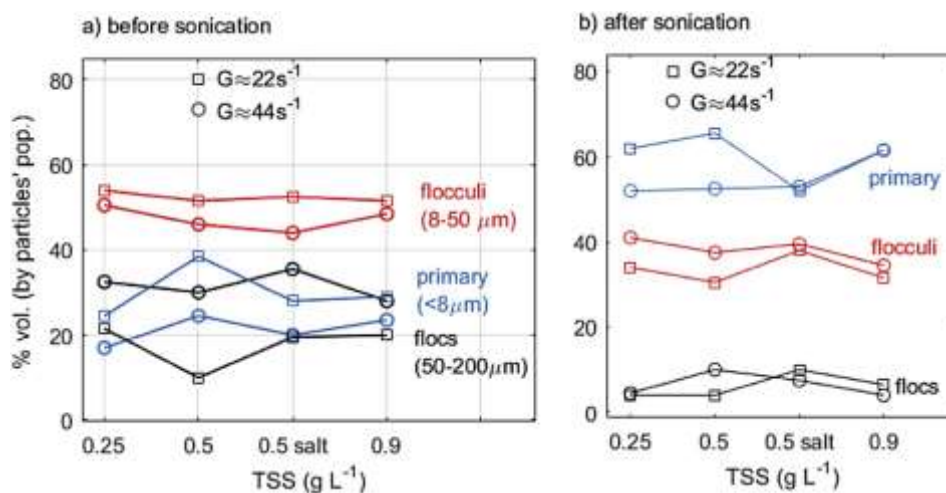 a) before sonication
80
60
40
20
0
% vol. (by particles' pop.)
G≈22s⁻¹
G≈44s⁻¹
flocculi
(8-50 μm)
primary
(<8μm)
flocs
(50-200μm)
0.25 0.5 0.5 salt 0.9
TSS (g L⁻¹)
b) after sonication
80
60
40
20
0
G≈22s⁻¹
G≈44s⁻¹
primary
flocculi
flocs
0.25 0.5 0.5 salt 0.9
TSS (g L⁻¹)